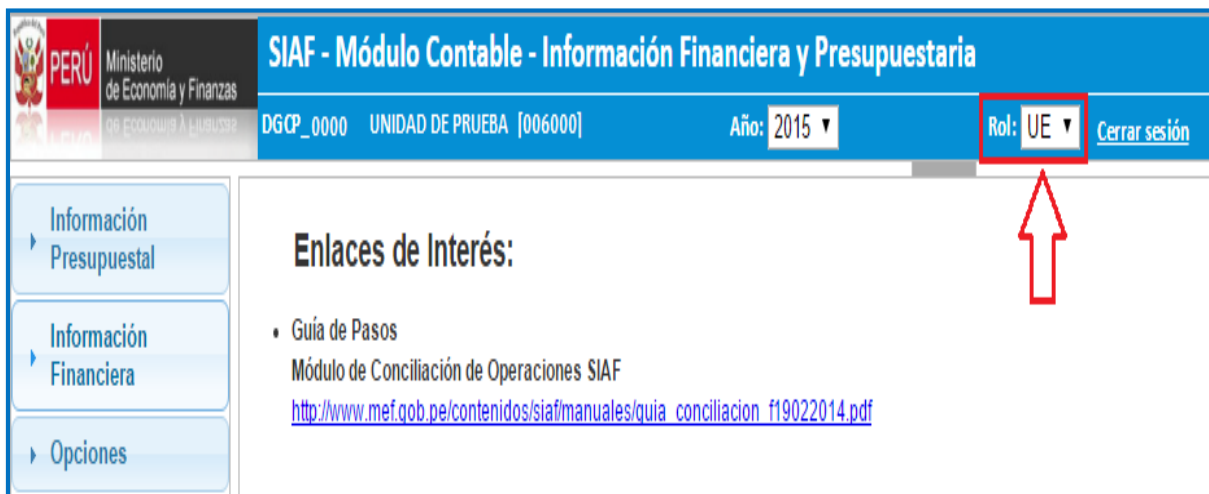 PERÚ
Ministerio
de Economía y Finanzas
SIAF - Módulo Contable - Información Financiera y Presupuestaria
DGCP_0000 UNIDAD DE PRUEBA [006000] Año: 2015 Rol: UE Cerrar sesión
Información
Presupuestal
Información
Financiera
Opciones
Enlaces de Interés:
• Guía de Pasos
Módulo de Conciliación de Operaciones SIAF
http://www.mef.gob.pe/contenidos/siaf/manuales/guia_conciliacion_f19022014.pdf